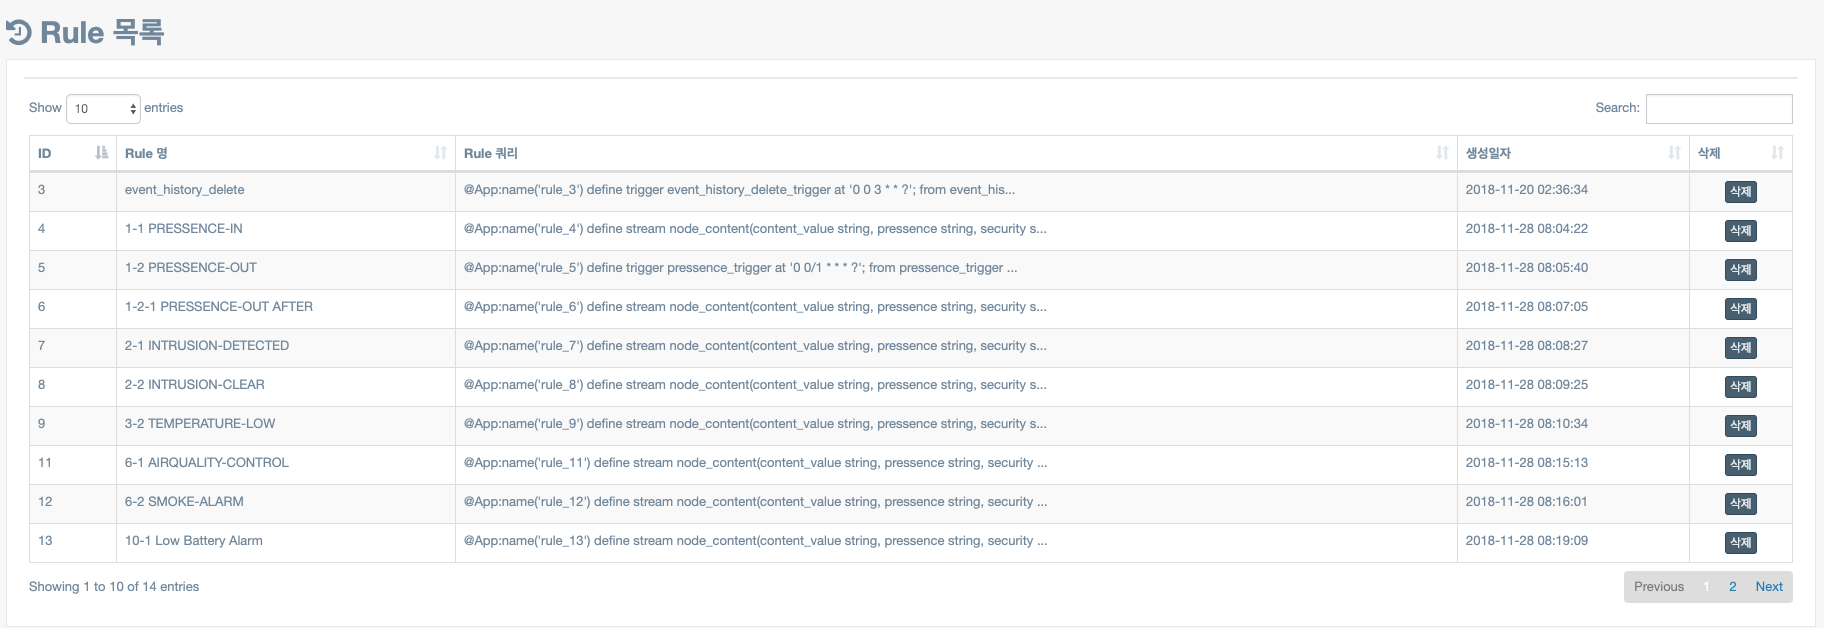 Rule 목록
Show 10 entries Search:
ID Rule 명 Rule 쿼리 생성일자 삭제
3 event_history_delete @App:name('rule_3') define trigger event_history_delete_trigger at '0 0 3 * * ?'; from event_his... 2018-11-20 02:36:34 삭제
4 1-1 PRESSENCE-IN @App:name('rule_4') define stream node_content(content_value string, pressence string, security s... 2018-11-28 08:04:22 삭제
5 1-2 PRESSENCE-OUT @App:name('rule_5') define trigger pressence_trigger at '0 0/1 * * * ?'; from pressence_trigger ... 2018-11-28 08:05:40 삭제
6 1-2-1 PRESSENCE-OUT AFTER @App:name('rule_6') define stream node_content(content_value string, pressence string, security s... 2018-11-28 08:07:05 삭제
7 2-1 INTRUSION-DETECTED @App:name('rule_7') define stream node_content(content_value string, pressence string, security s... 2018-11-28 08:08:27 삭제
8 2-2 INTRUSION-CLEAR @App:name('rule_8') define stream node_content(content_value string, pressence string, security s... 2018-11-28 08:09:25 삭제
9 3-2 TEMPERATURE-LOW @App:name('rule_9') define stream node_content(content_value string, pressence string, security s... 2018-11-28 08:10:34 삭제
11 6-1 AIRQUALITY-CONTROL @App:name('rule_11') define stream node_content(content_value string, pressence string, security ... 2018-11-28 08:15:13 삭제
12 6-2 SMOKE-ALARM @App:name('rule_12') define stream node_content(content_value string, pressence string, security ... 2018-11-28 08:16:01 삭제
13 10-1 Low Battery Alarm @App:name('rule_13') define stream node_content(content_value string, pressence string, security ... 2018-11-28 08:19:09 삭제
Showing 1 to 10 of 14 entries Previous 1 2 Next